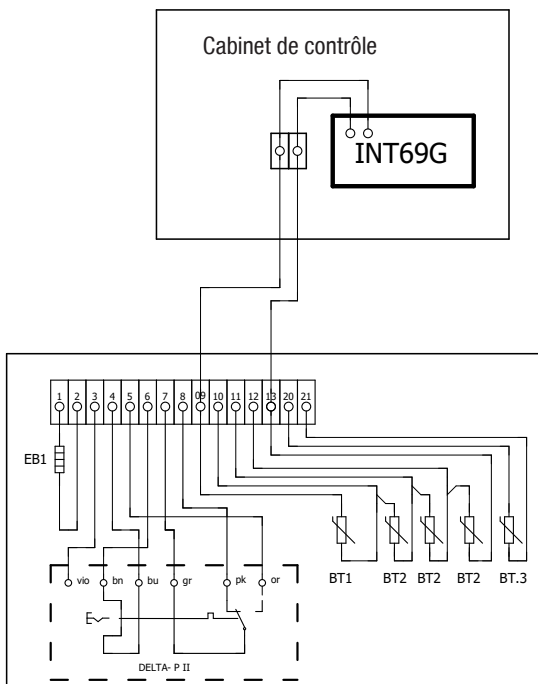 Cabinet de contrôle
INT69G
1 2 3 4 5 6 7 8 09 10 11 12 13 20 21
EB1
BT1 BT2 BT2 BT2 BT.3
vio bn bu gr pk or
DELTA- P II